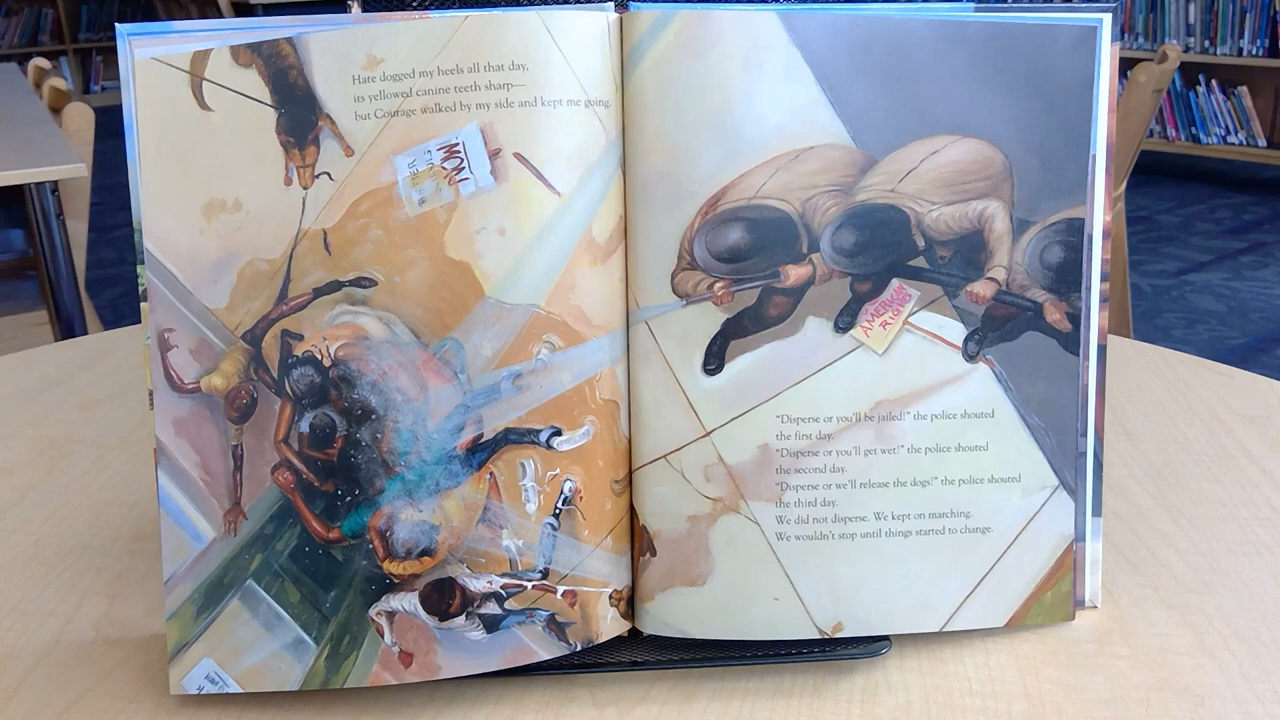 Hate dogged my heels all that day,
its yellowed canine teeth sharp—
but Courage walked by my side and kept me going.
NOW!
AMERICAN
RIGHT
“Disperse or you’ll be jailed!” the police shouted
the first day.
“Disperse or you’ll get wet!” the police shouted
the second day.
“Disperse or we’ll release the dogs!” the police shouted
the third day.
We did not disperse. We kept on marching.
We wouldn’t stop until things started to change.